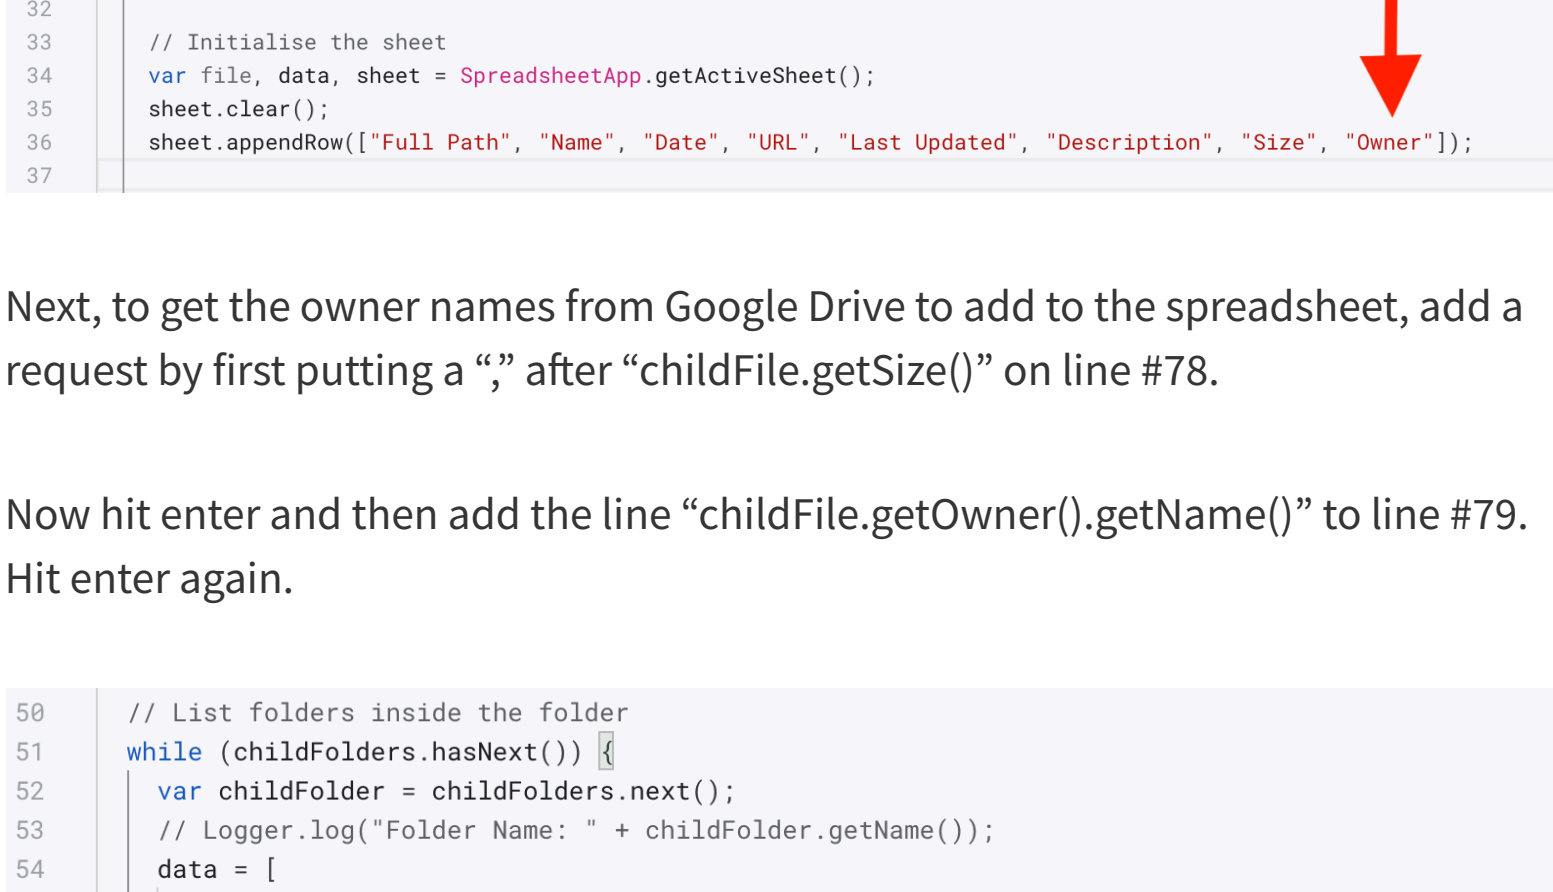 32
33 // Initialise the sheet
34 var file, data, sheet = SpreadsheetApp.getActiveSheet();
35 sheet.clear();
36 sheet.appendRow(["Full Path", "Name", "Date", "URL", "Last Updated", "Description", "Size", "Owner"]);
37
Next, to get the owner names from Google Drive to add to the spreadsheet, add a
request by first putting a “,” after “childFile.getSize()” on line #78.
Now hit enter and then add the line “childFile.getOwner().getName()” to line #79.
Hit enter again.
50 // List folders inside the folder
51 while (childFolders.hasNext()) {
52 var childFolder = childFolders.next();
53 // Logger.log("Folder Name: " + childFolder.getName());
54 data = [